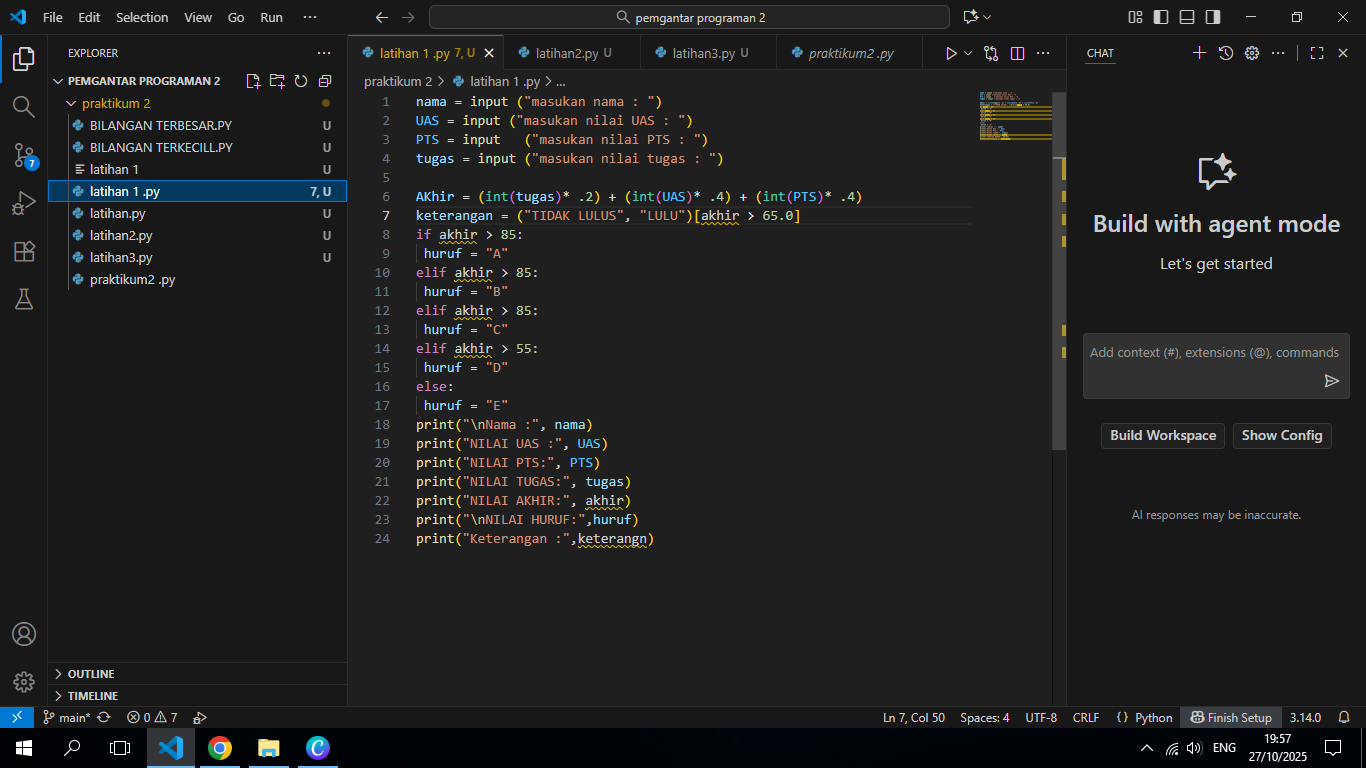 File Edit Selection View Go Run ··· pemgantar programan 2
EXPLORER ···
PEMGANTAR PROGRAMAN 2
praktikum 2
BILANGAN TERBESAR.PY U
BILANGAN TERKECILL.PY U
latihan 1 U
latihan 1 .py 7, U
latihan.py U
latihan2.py U
latihan3.py U
praktikum2 .py
OUTLINE
TIMELINE
latihan 1 .py 7, U latihan2.py U latihan3.py U praktikum2 .py ···
praktikum 2 > latihan 1 .py > ...
1 nama = input ("masukan nama : ")
2 UAS = input ("masukan nilai UAS : ")
3 PTS = input   ("masukan nilai PTS : ")
4 tugas = input ("masukan nilai tugas : ")
5
6 AKhir = (int(tugas)* .2) + (int(UAS)* .4) + (int(PTS)* .4)
7 keterangan = ("TIDAK LULUS", "LULU")[akhir > 65.0]
8 if akhir > 85:
9  huruf = "A"
10 elif akhir > 85:
11  huruf = "B"
12 elif akhir > 85:
13  huruf = "C"
14 elif akhir > 55:
15  huruf = "D"
16 else:
17  huruf = "E"
18 print("\nNama :", nama)
19 print("NILAI UAS :", UAS)
20 print("NILAI PTS:", PTS)
21 print("NILAI TUGAS:", tugas)
22 print("NILAI AKHIR:", akhir)
23 print("\nNILAI HURUF:",huruf)
24 print("Keterangan :",keterangn)
CHAT ···
Build with agent mode
Let's get started
Add context (#), extensions (@), commands
Build Workspace Show Config
AI responses may be inaccurate.
7
main* 0 7 Ln 7, Col 50 Spaces: 4 UTF-8 CRLF {} Python Finish Setup 3.14.0
ENG 19:57
27/10/2025